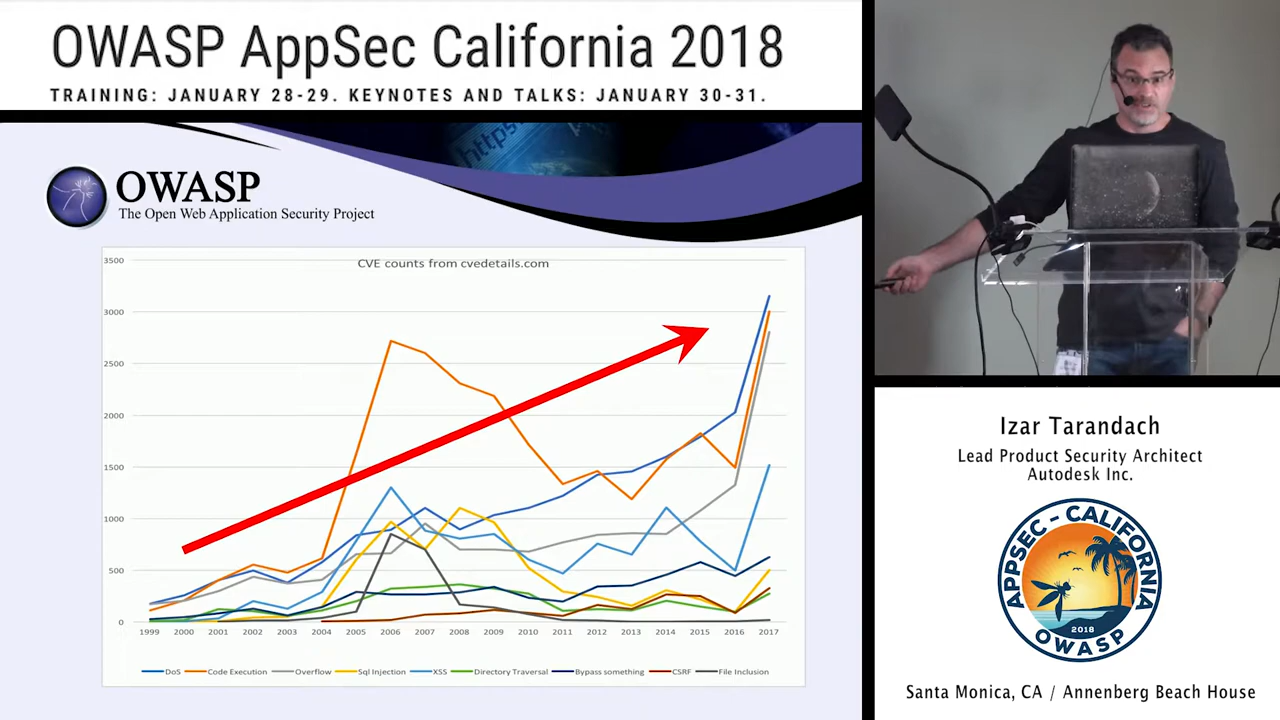 OWASP AppSec California 2018
TRAINING: JANUARY 28-29. KEYNOTES AND TALKS: JANUARY 30-31.
https
OWASP
The Open Web Application Security Project
CVE counts from cvedetails.com
3500
3000
2500
2000
1500
1000
500
0
1999 2000 2001 2002 2003 2004 2005 2006 2007 2008 2009 2010 2011 2012 2013 2014 2015 2016 2017
DoS Code Execution Overflow Sql Injection XSS Directory Traversal Bypass something CSRF File Inclusion
Izar Tarandach
Lead Product Security Architect
Autodesk Inc.
APPSEC - CALIFORNIA
2018
OWASP
Santa Monica, CA / Annenberg Beach House